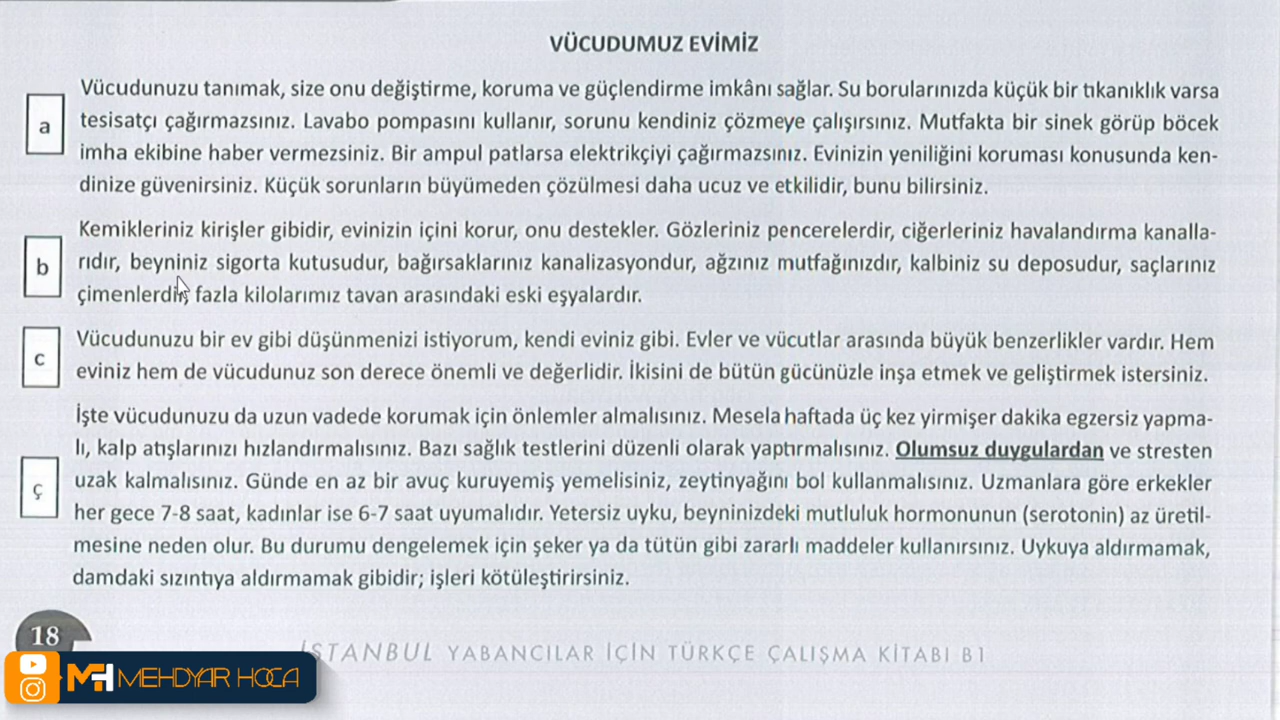 VÜCUDUMUZ EVİMİZ
a
Vücudunuzu tanımak, size onu değiştirme, koruma ve güçlendirme imkânı sağlar. Su borularınızda küçük bir tıkanıklık varsa
tesisatçı çağırmazsınız. Lavabo pompasını kullanır, sorunu kendiniz çözmeye çalışırsınız. Mutfakta bir sinek görüp böcek
imha ekibine haber vermezsiniz. Bir ampul patlarsa elektrikçiyi çağırmazsınız. Evinizin yeniliğini koruması konusunda ken-
dinize güvenirsiniz. Küçük sorunların büyümeden çözülmesi daha ucuz ve etkilidir, bunu bilirsiniz.
b
Kemikleriniz kirişler gibidir, evinizin içini korur, onu destekler. Gözleriniz pencerelerdir, ciğerleriniz havalandırma kanalla-
rıdır, beyniniz sigorta kutusudur, bağırsaklarınız kanalizasyondur, ağzınız mutfağınızdır, kalbiniz su deposudur, saçlarınız
çimenlerdir, fazla kilolarımız tavan arasındaki eski eşyalardır.
c
Vücudunuzu bir ev gibi düşünmenizi istiyorum, kendi eviniz gibi. Evler ve vücutlar arasında büyük benzerlikler vardır. Hem
eviniz hem de vücudunuz son derece önemli ve değerlidir. İkisini de bütün gücünüzle inşa etmek ve geliştirmek istersiniz.
ç
İşte vücudunuzu da uzun vadede korumak için önlemler almalısınız. Mesela haftada üç kez yirmişer dakika egzersiz yapma-
lı, kalp atışlarınızı hızlandırmalısınız. Bazı sağlık testlerini düzenli olarak yaptırmalısınız. Olumsuz duygulardan ve stresten
uzak kalmalısınız. Günde en az bir avuç kuruyemiş yemelisiniz, zeytinyağını bol kullanmalısınız. Uzmanlara göre erkekler
her gece 7-8 saat, kadınlar ise 6-7 saat uyumalıdır. Yetersiz uyku, beyninizdeki mutluluk hormonunun (serotonin) az üretil-
mesine neden olur. Bu durumu dengelemek için şeker ya da tütün gibi zararlı maddeler kullanırsınız. Uykuya aldırmamak,
damdaki sızıntıya aldırmamak gibidir; işleri kötüleştirirsiniz.
18
İSTANBUL YABANCILAR İÇİN TÜRKÇE ÇALIŞMA KİTABI B1
MH MEHDYAR HOCA